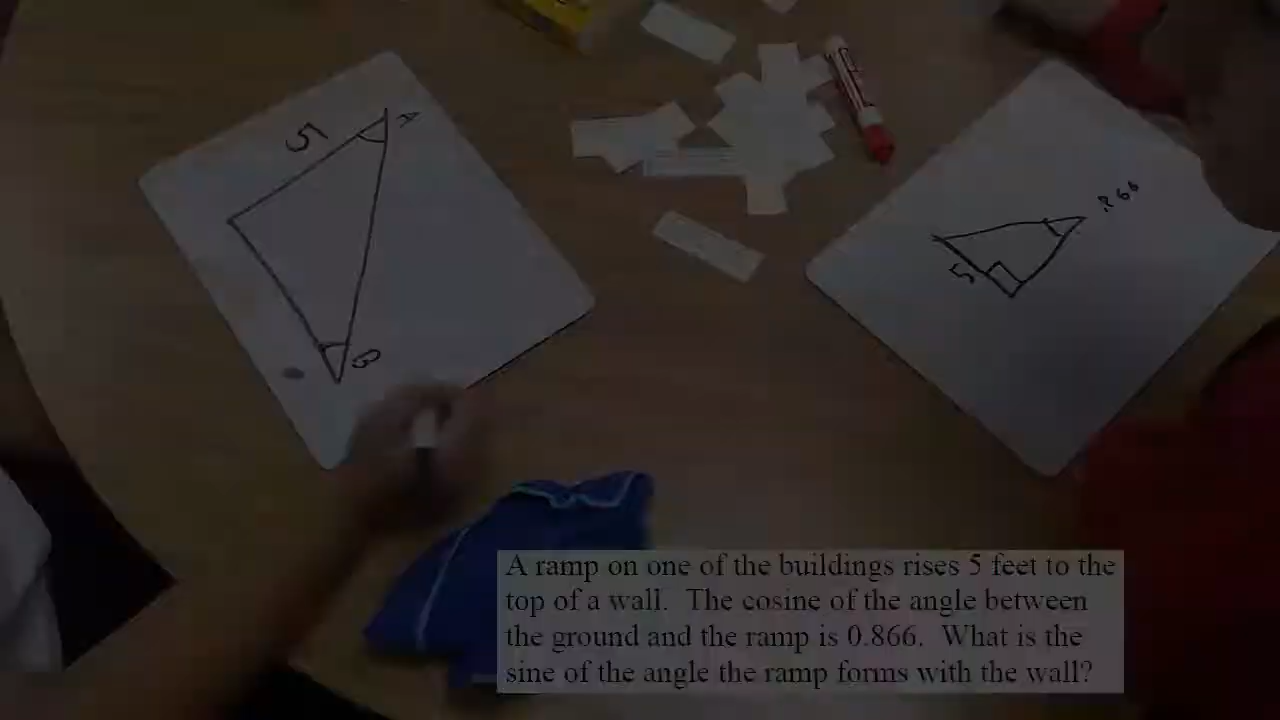 5
A
B
5
.866
A ramp on one of the buildings rises 5 feet to the
top of a wall.  The cosine of the angle between
the ground and the ramp is 0.866.  What is the
sine of the angle the ramp forms with the wall?